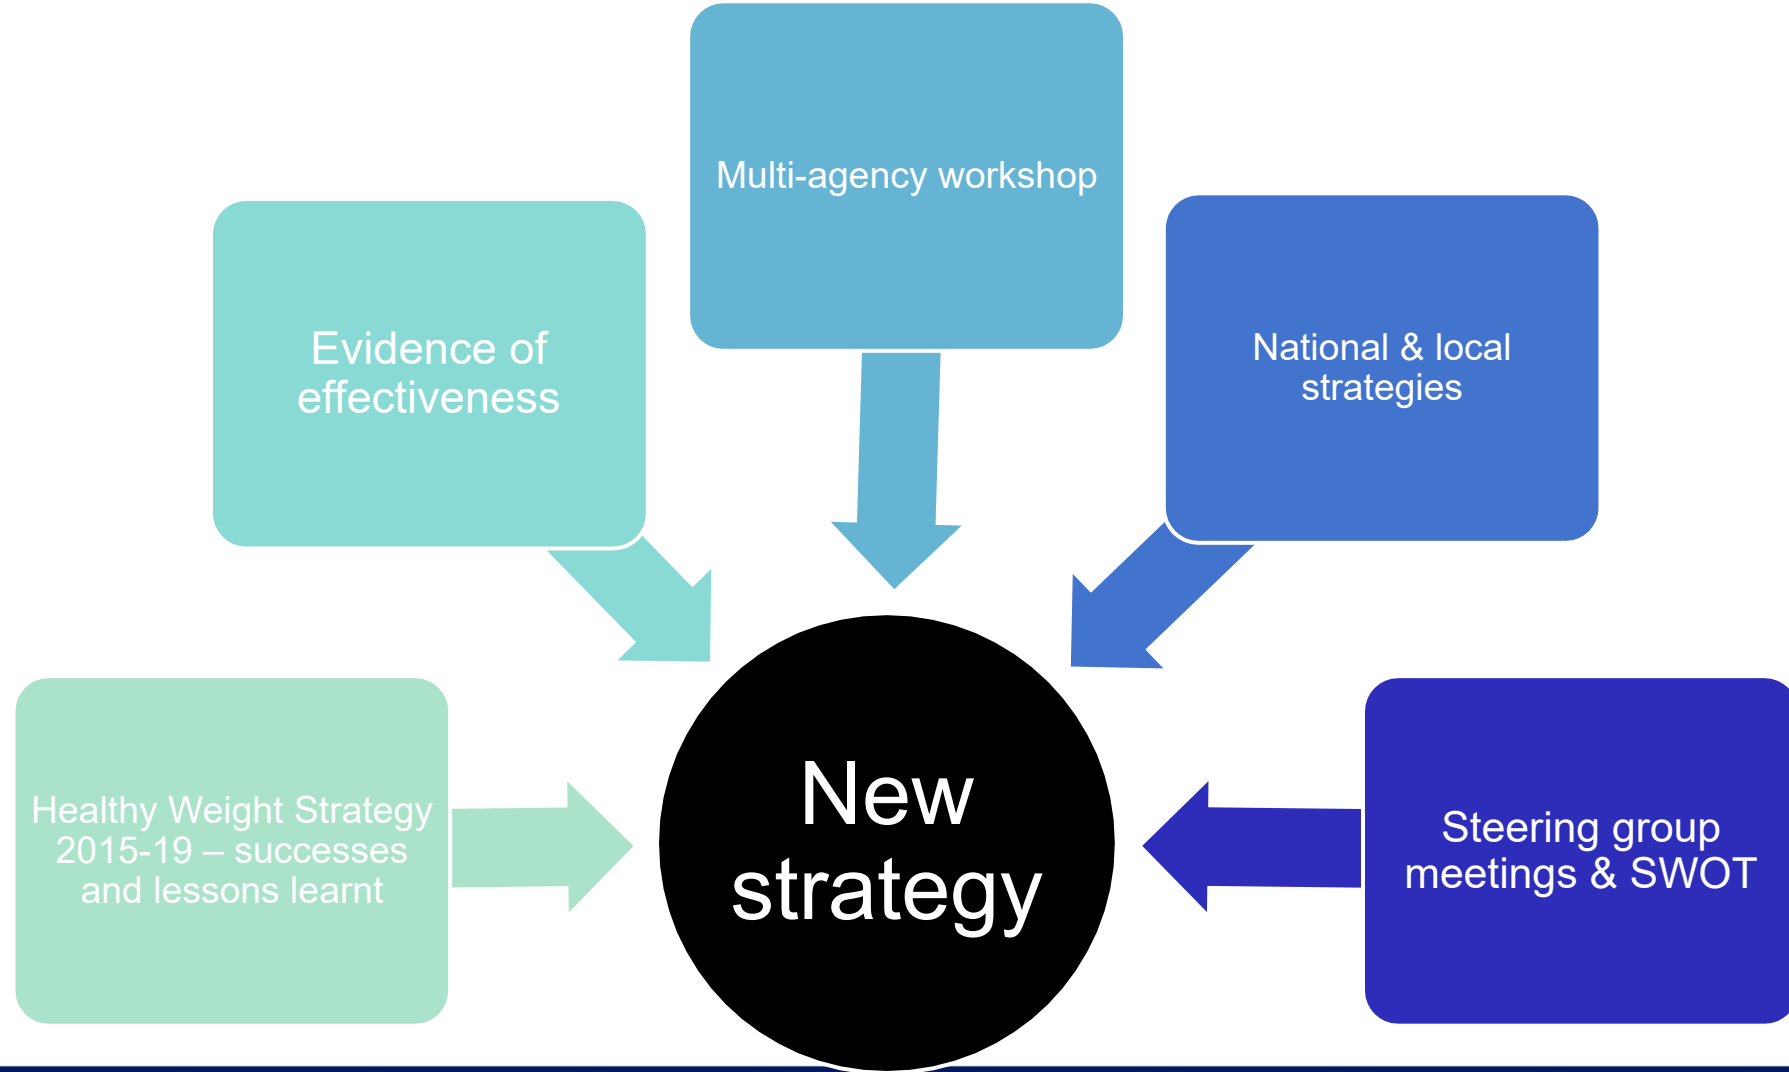 Multi-agency workshop
Evidence of
effectiveness
National & local
strategies
Healthy Weight Strategy
2015-19 – successes
and lessons learnt
New
strategy
Steering group
meetings & SWOT